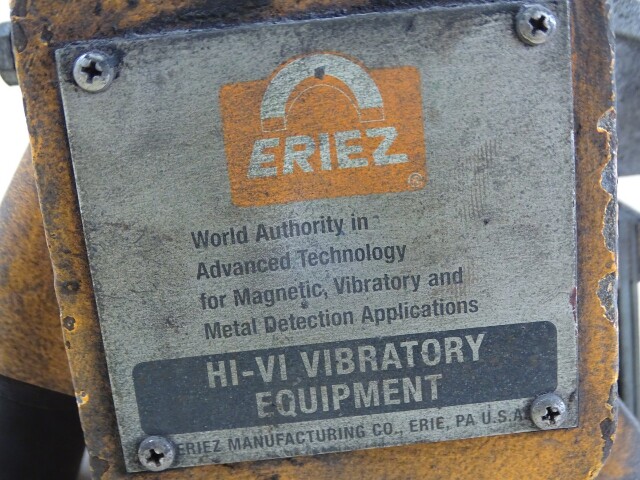 ERIEZ
World Authority in
Advanced Technology
for Magnetic, Vibratory and
Metal Detection Applications
HI-VI VIBRATORY
EQUIPMENT
ERIEZ MANUFACTURING CO., ERIE, PA U.S.A.